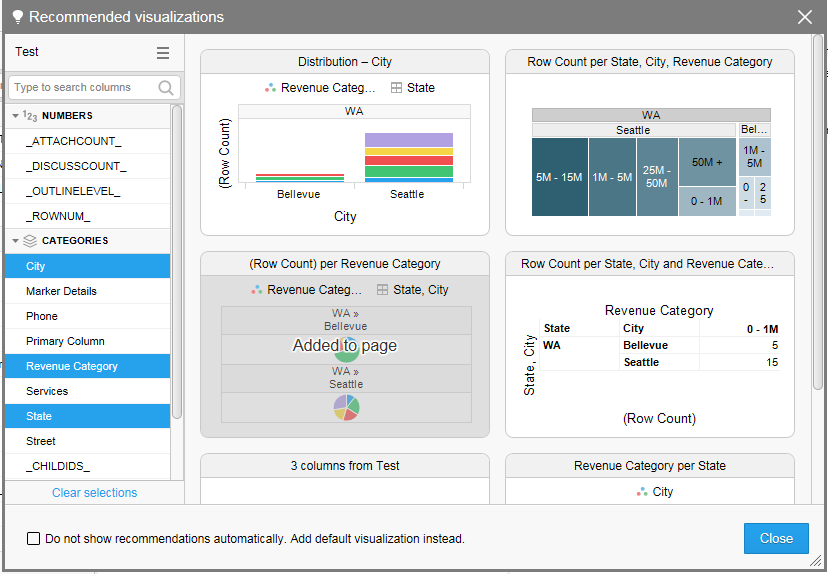 Recommended visualizations
Test
Type to search columns
123 NUMBERS
_ATTACHCOUNT_
_DISCUSSCOUNT_
_OUTLINELEVEL_
_ROWNUM_
CATEGORIES
City
Marker Details
Phone
Primary Column
Revenue Category
Services
State
Street
_CHILDIDS_
Clear selections
Distribution – City
Revenue Categ... State
WA
(Row Count)
Bellevue Seattle
City
Row Count per State, City, Revenue Category
WA
Seattle Bel...
5M - 15M 1M - 5M 25M - 50M 50M + 0 - 1M
1M - 5M
0 - 2 5
(Row Count) per Revenue Category
Revenue Categ... State, City
WA »
Bellevue
Added to page
WA »
Seattle
Row Count per State, City and Revenue Cate...
Revenue Category
State City 0 - 1M
WA Bellevue 5
Seattle 15
State, City
(Row Count)
3 columns from Test
Revenue Category per State
City
Do not show recommendations automatically. Add default visualization instead.
Close